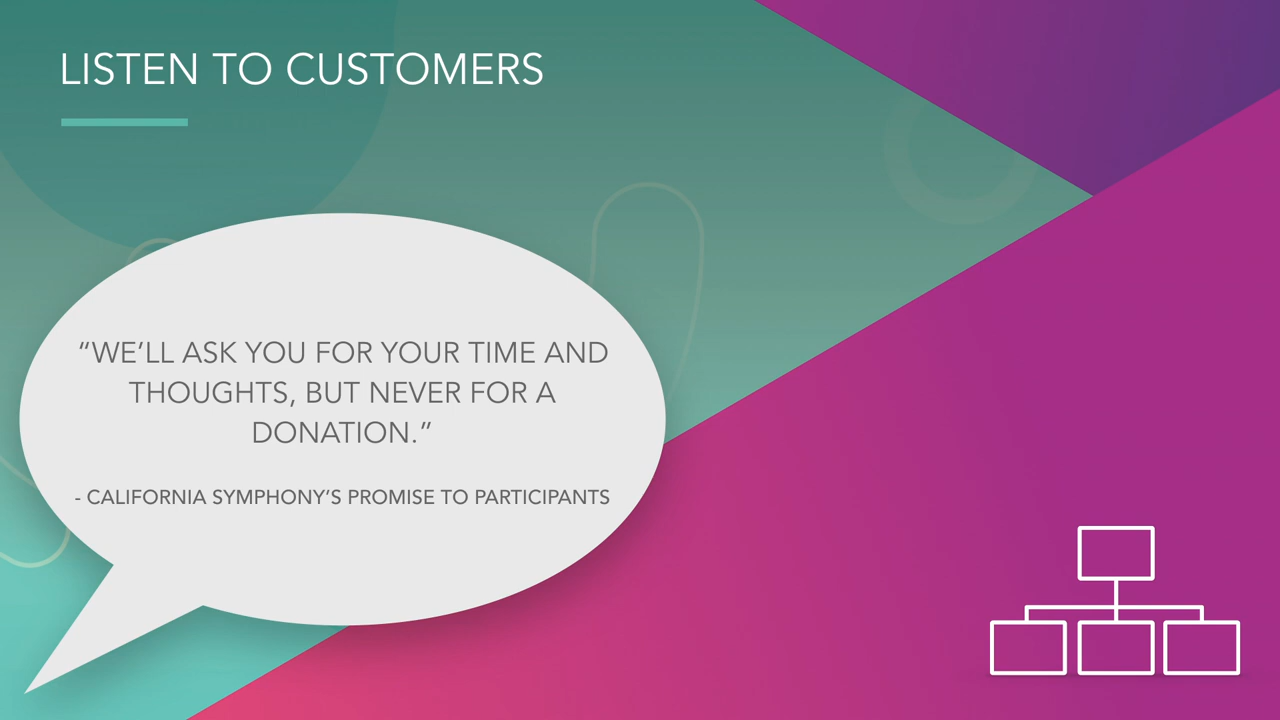 LISTEN TO CUSTOMERS
“WE’LL ASK YOU FOR YOUR TIME AND
THOUGHTS, BUT NEVER FOR A
DONATION.”
- CALIFORNIA SYMPHONY’S PROMISE TO PARTICIPANTS